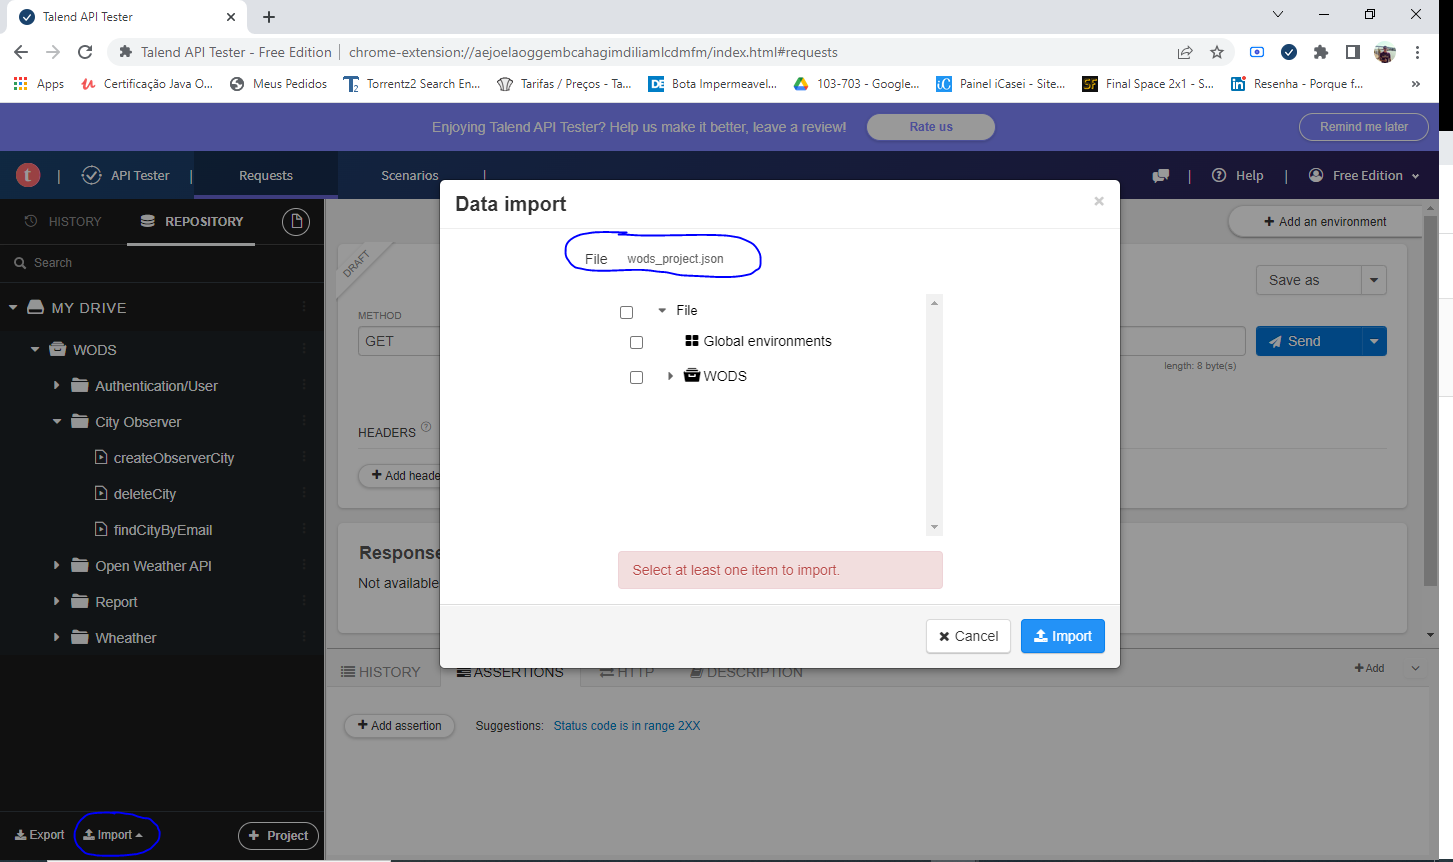 Talend API Tester
Talend API Tester - Free Edition | chrome-extension://aejoelaoggembcahagimdiliamlcdmfm/index.html#requests
Apps
Certificação Java O...
Meus Pedidos
Torrentz2 Search En...
Tarifas / Preços - Ta...
Bota Impermeavel...
103-703 - Google...
Painel iCasei - Site...
Final Space 2x1 - S...
Resenha - Porque f...
Enjoying Talend API Tester? Help us make it better, leave a review!
Rate us
Remind me later
API Tester
Requests
Scenarios
Help
Free Edition
HISTORY
REPOSITORY
Search
MY DRIVE
WODS
Authentication/User
City Observer
createObserverCity
deleteCity
findCityByEmail
Open Weather API
Report
Wheather
Export
Import
+ Project
Add an environment
DRAFT
Save as
METHOD
GET
Send
length: 8 byte(s)
HEADERS
Add heade
Response
Not available
Data import
File wods_project.json
File
Global environments
WODS
Select at least one item to import.
Cancel
Import
HISTORY
ASSERTIONS
HTTP
DESCRIPTION
Add
Add assertion
Suggestions: Status code is in range 2XX